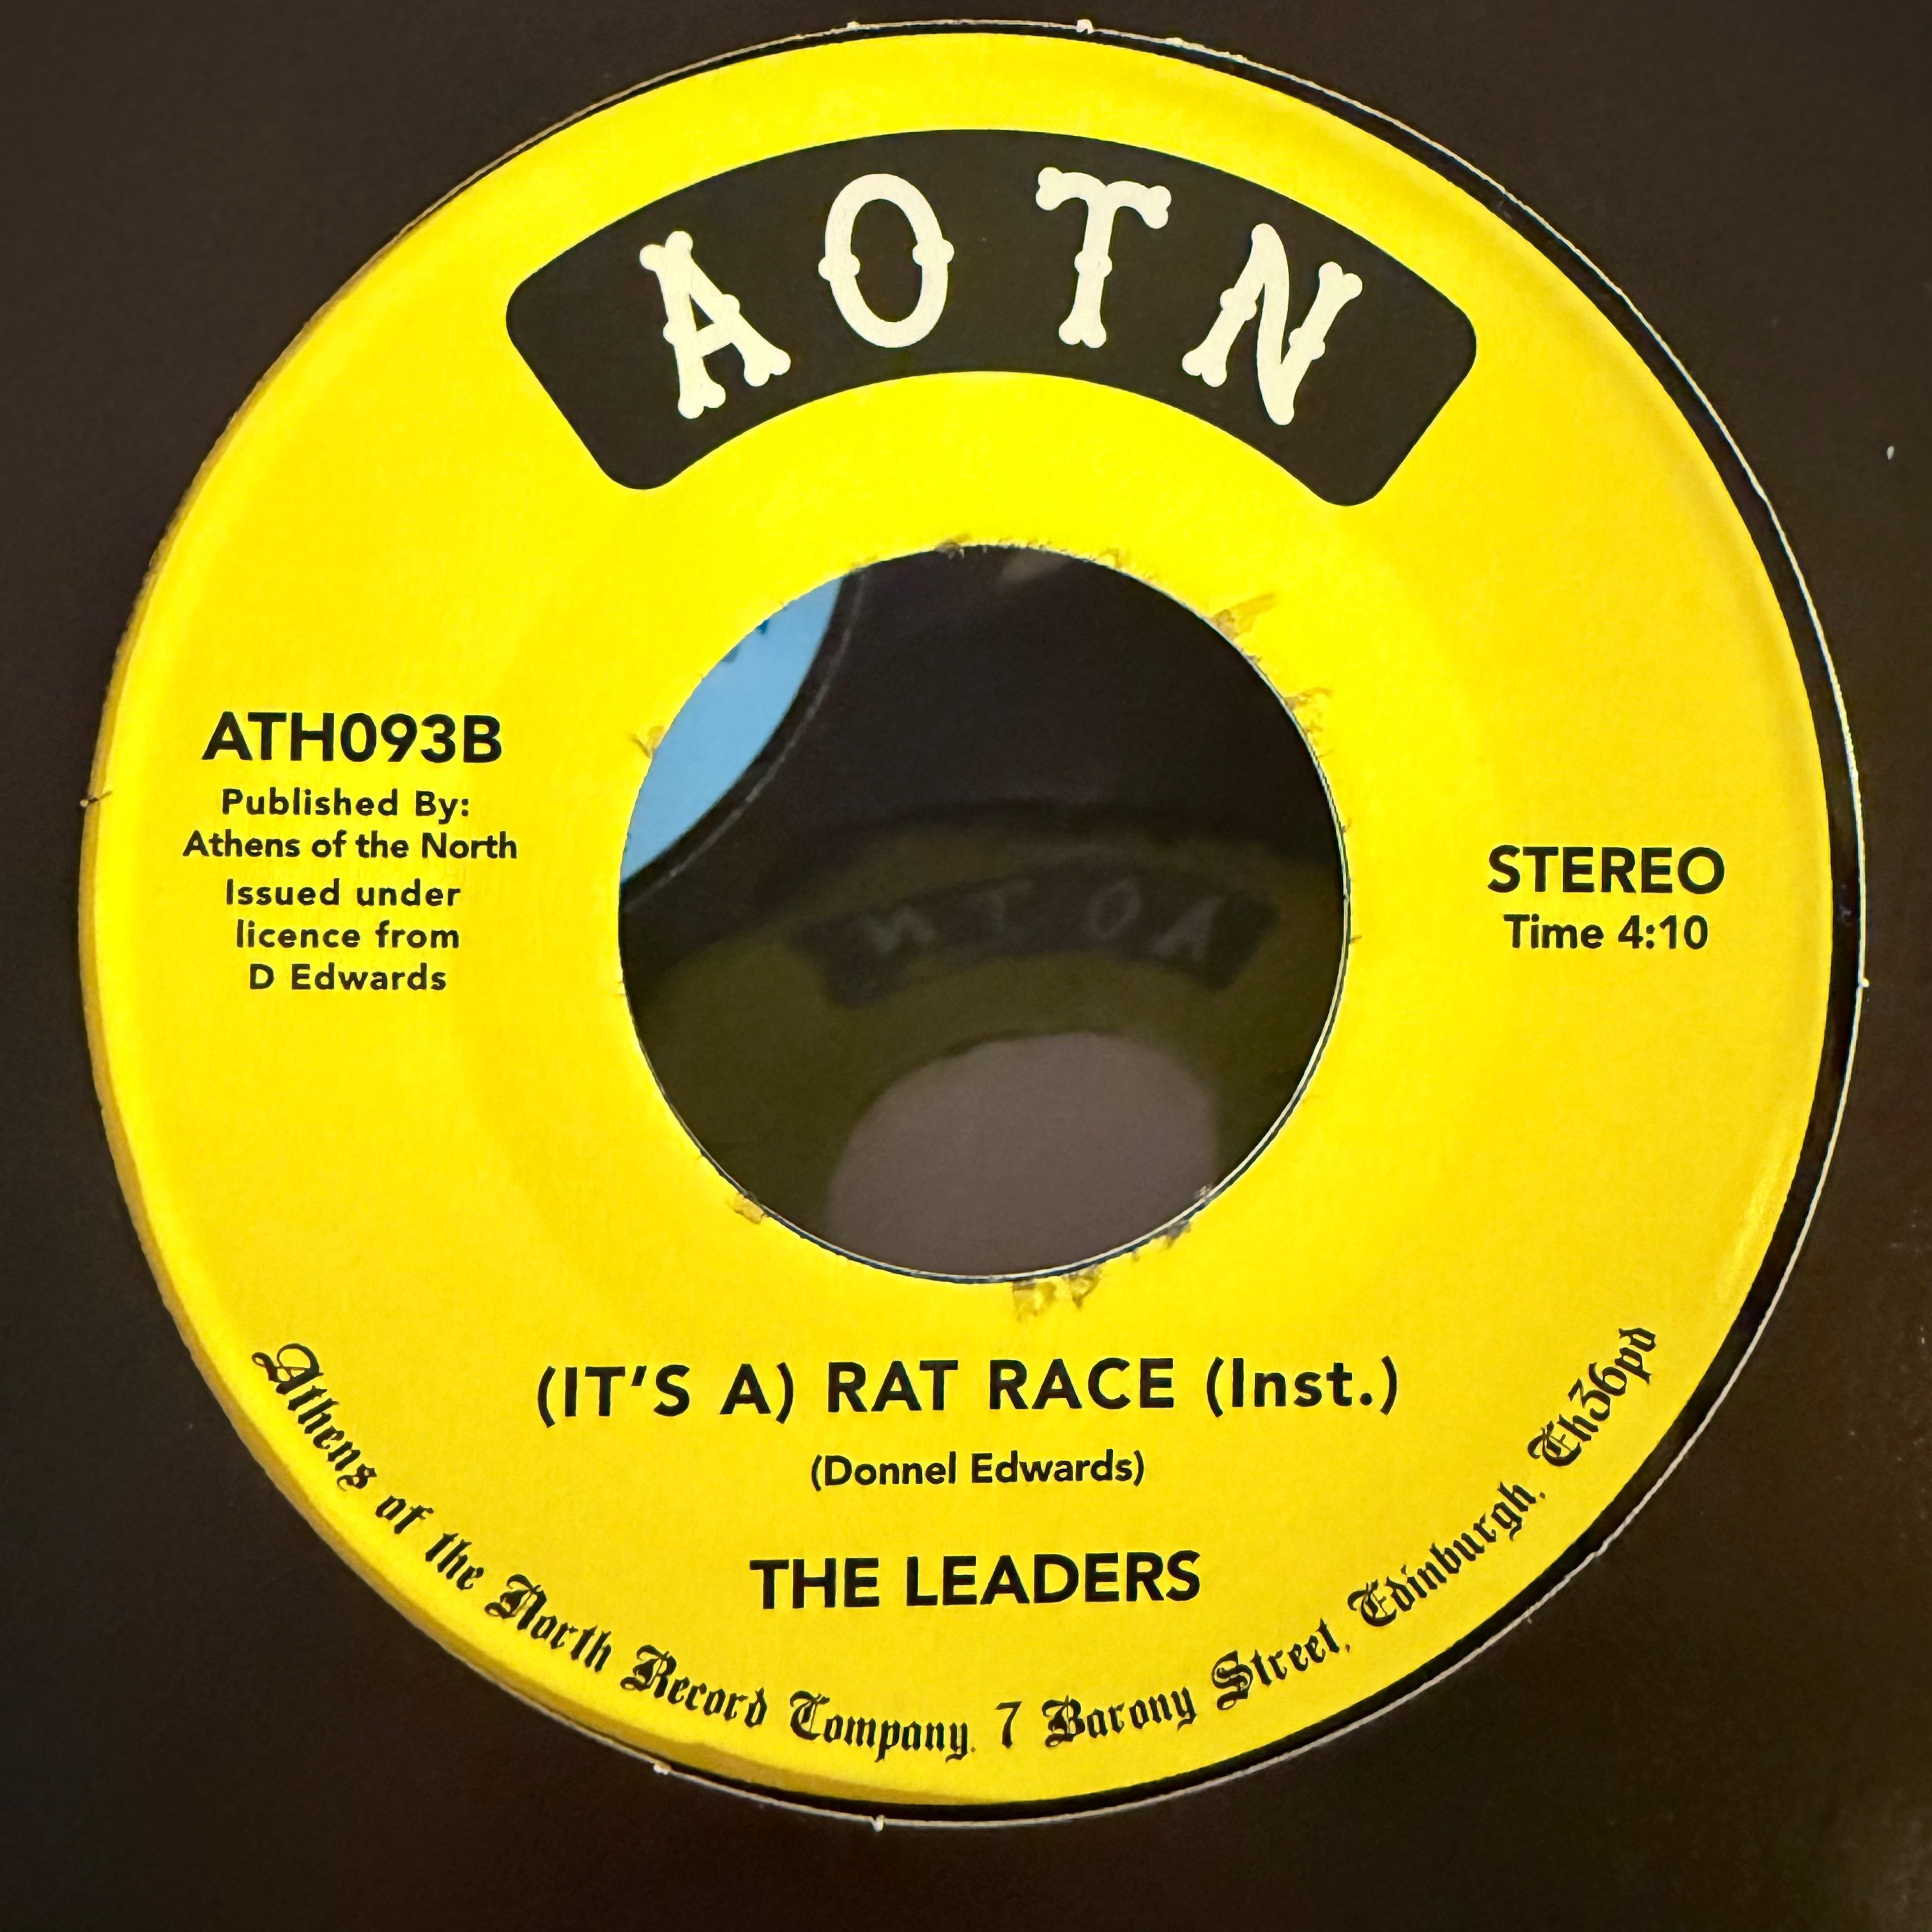 AOTN
ATH093B
Published By:
Athens of the North
Issued under
licence from
D Edwards
STEREO
Time 4:10
(IT'S A) RAT RACE (Inst.)
(Donnel Edwards)
THE LEADERS
Athens of the North Record Company. 7 Barony Street, Edinburgh, Eh36pd
AOTN